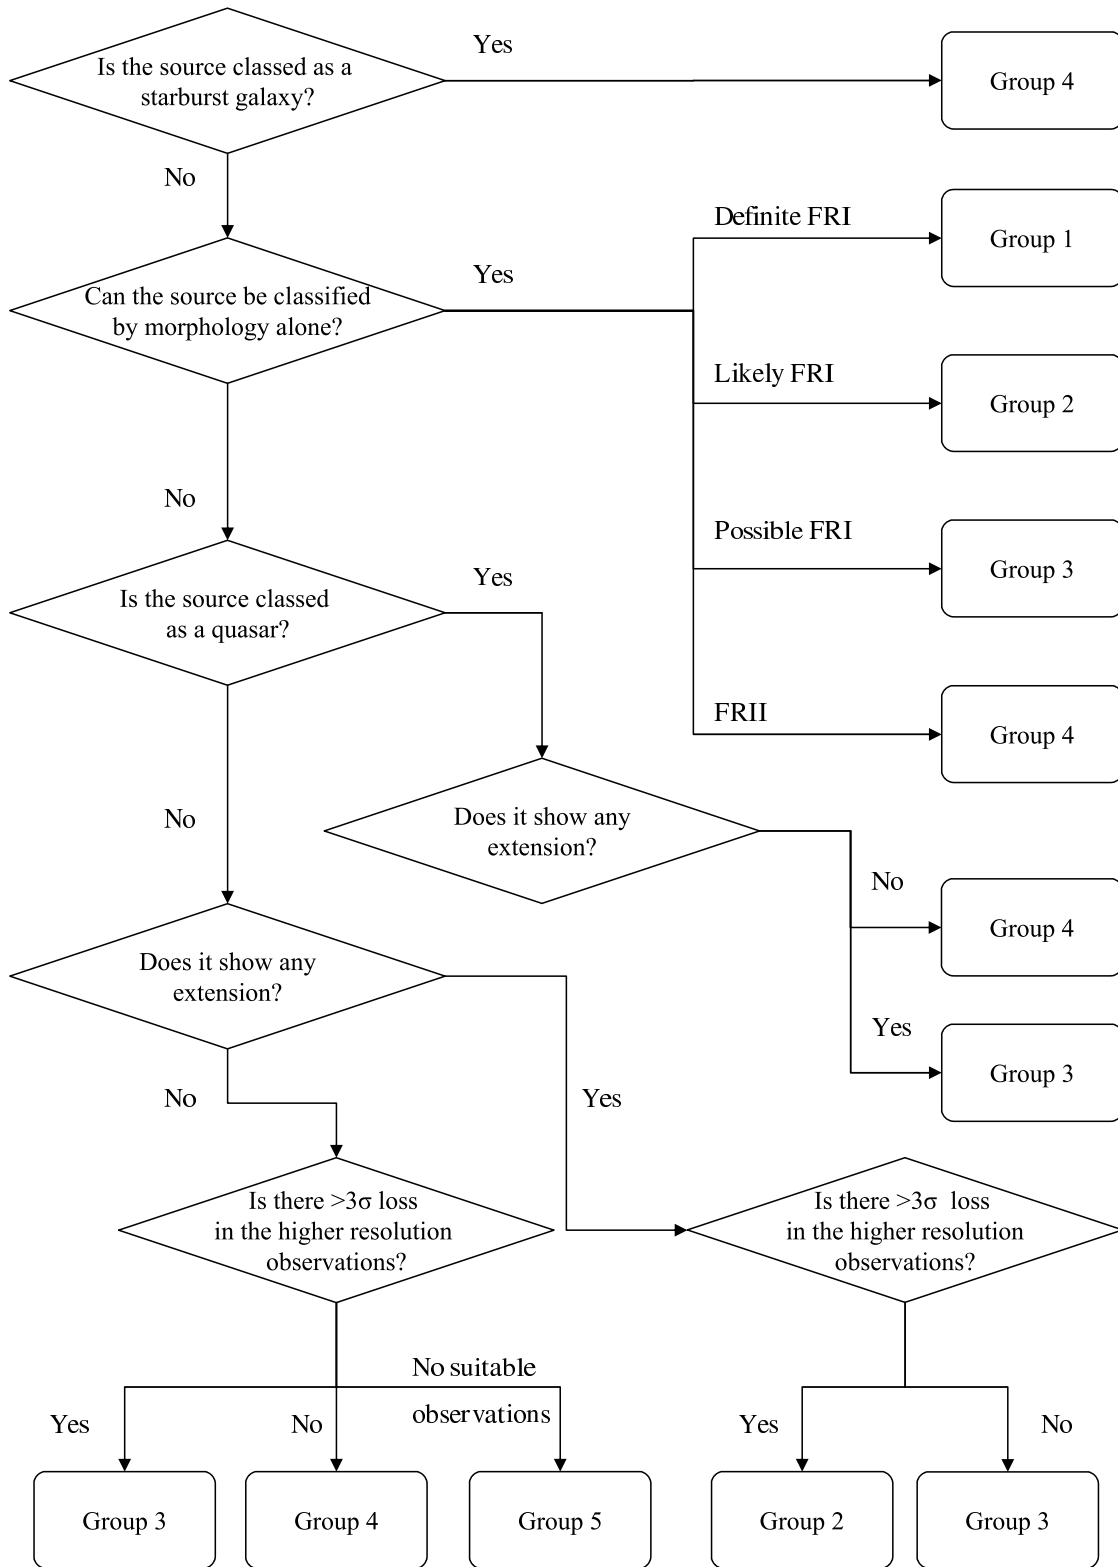 Yes
Is the source classed as a
starburst galaxy?
Group 4
No
Definite FRI
Group 1
Yes
Can the source be classified
by morphology alone?
Likely FRI
Group 2
No
Possible FRI
Group 3
Yes
Is the source classed
as a quasar?
FRII
Group 4
No
Does it show any
extension?
No
Group 4
Does it show any
extension?
Yes
Group 3
No
Yes
Is there >3σ loss
in the higher resolution
observations?
Is there >3σ loss
in the higher resolution
observations?
No suitable
observations
Yes
No
Yes
No
Group 3
Group 4
Group 5
Group 2
Group 3